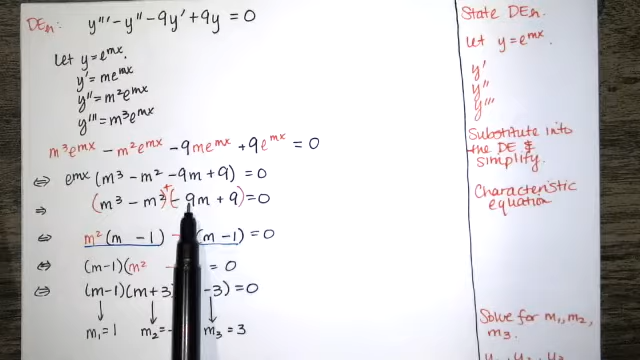 DEn: y''' - y'' - 9y' + 9y = 0
Let y = e^mx.
y' = me^mx
y'' = m²e^mx
y''' = m³e^mx
m³e^mx - m²e^mx - 9me^mx + 9e^mx = 0
⇔ e^mx (m³ - m² - 9m + 9) = 0
⇒ (m³ - m²) + (- 9m + 9) = 0
⇔ m² (m - 1) - (m - 1) = 0
⇔ (m-1)(m² = 0
⇔ (m-1)(m+3) -3) = 0
↓ ↓ ↓
m₁ = 1 m₂ = - m₃ = 3
State DEn.
Let y = e^mx.
y'
y''
y'''
Substitute into
the DE &
simplify.
Characteristic
equation
Solve for m₁, m₂,
m₃.